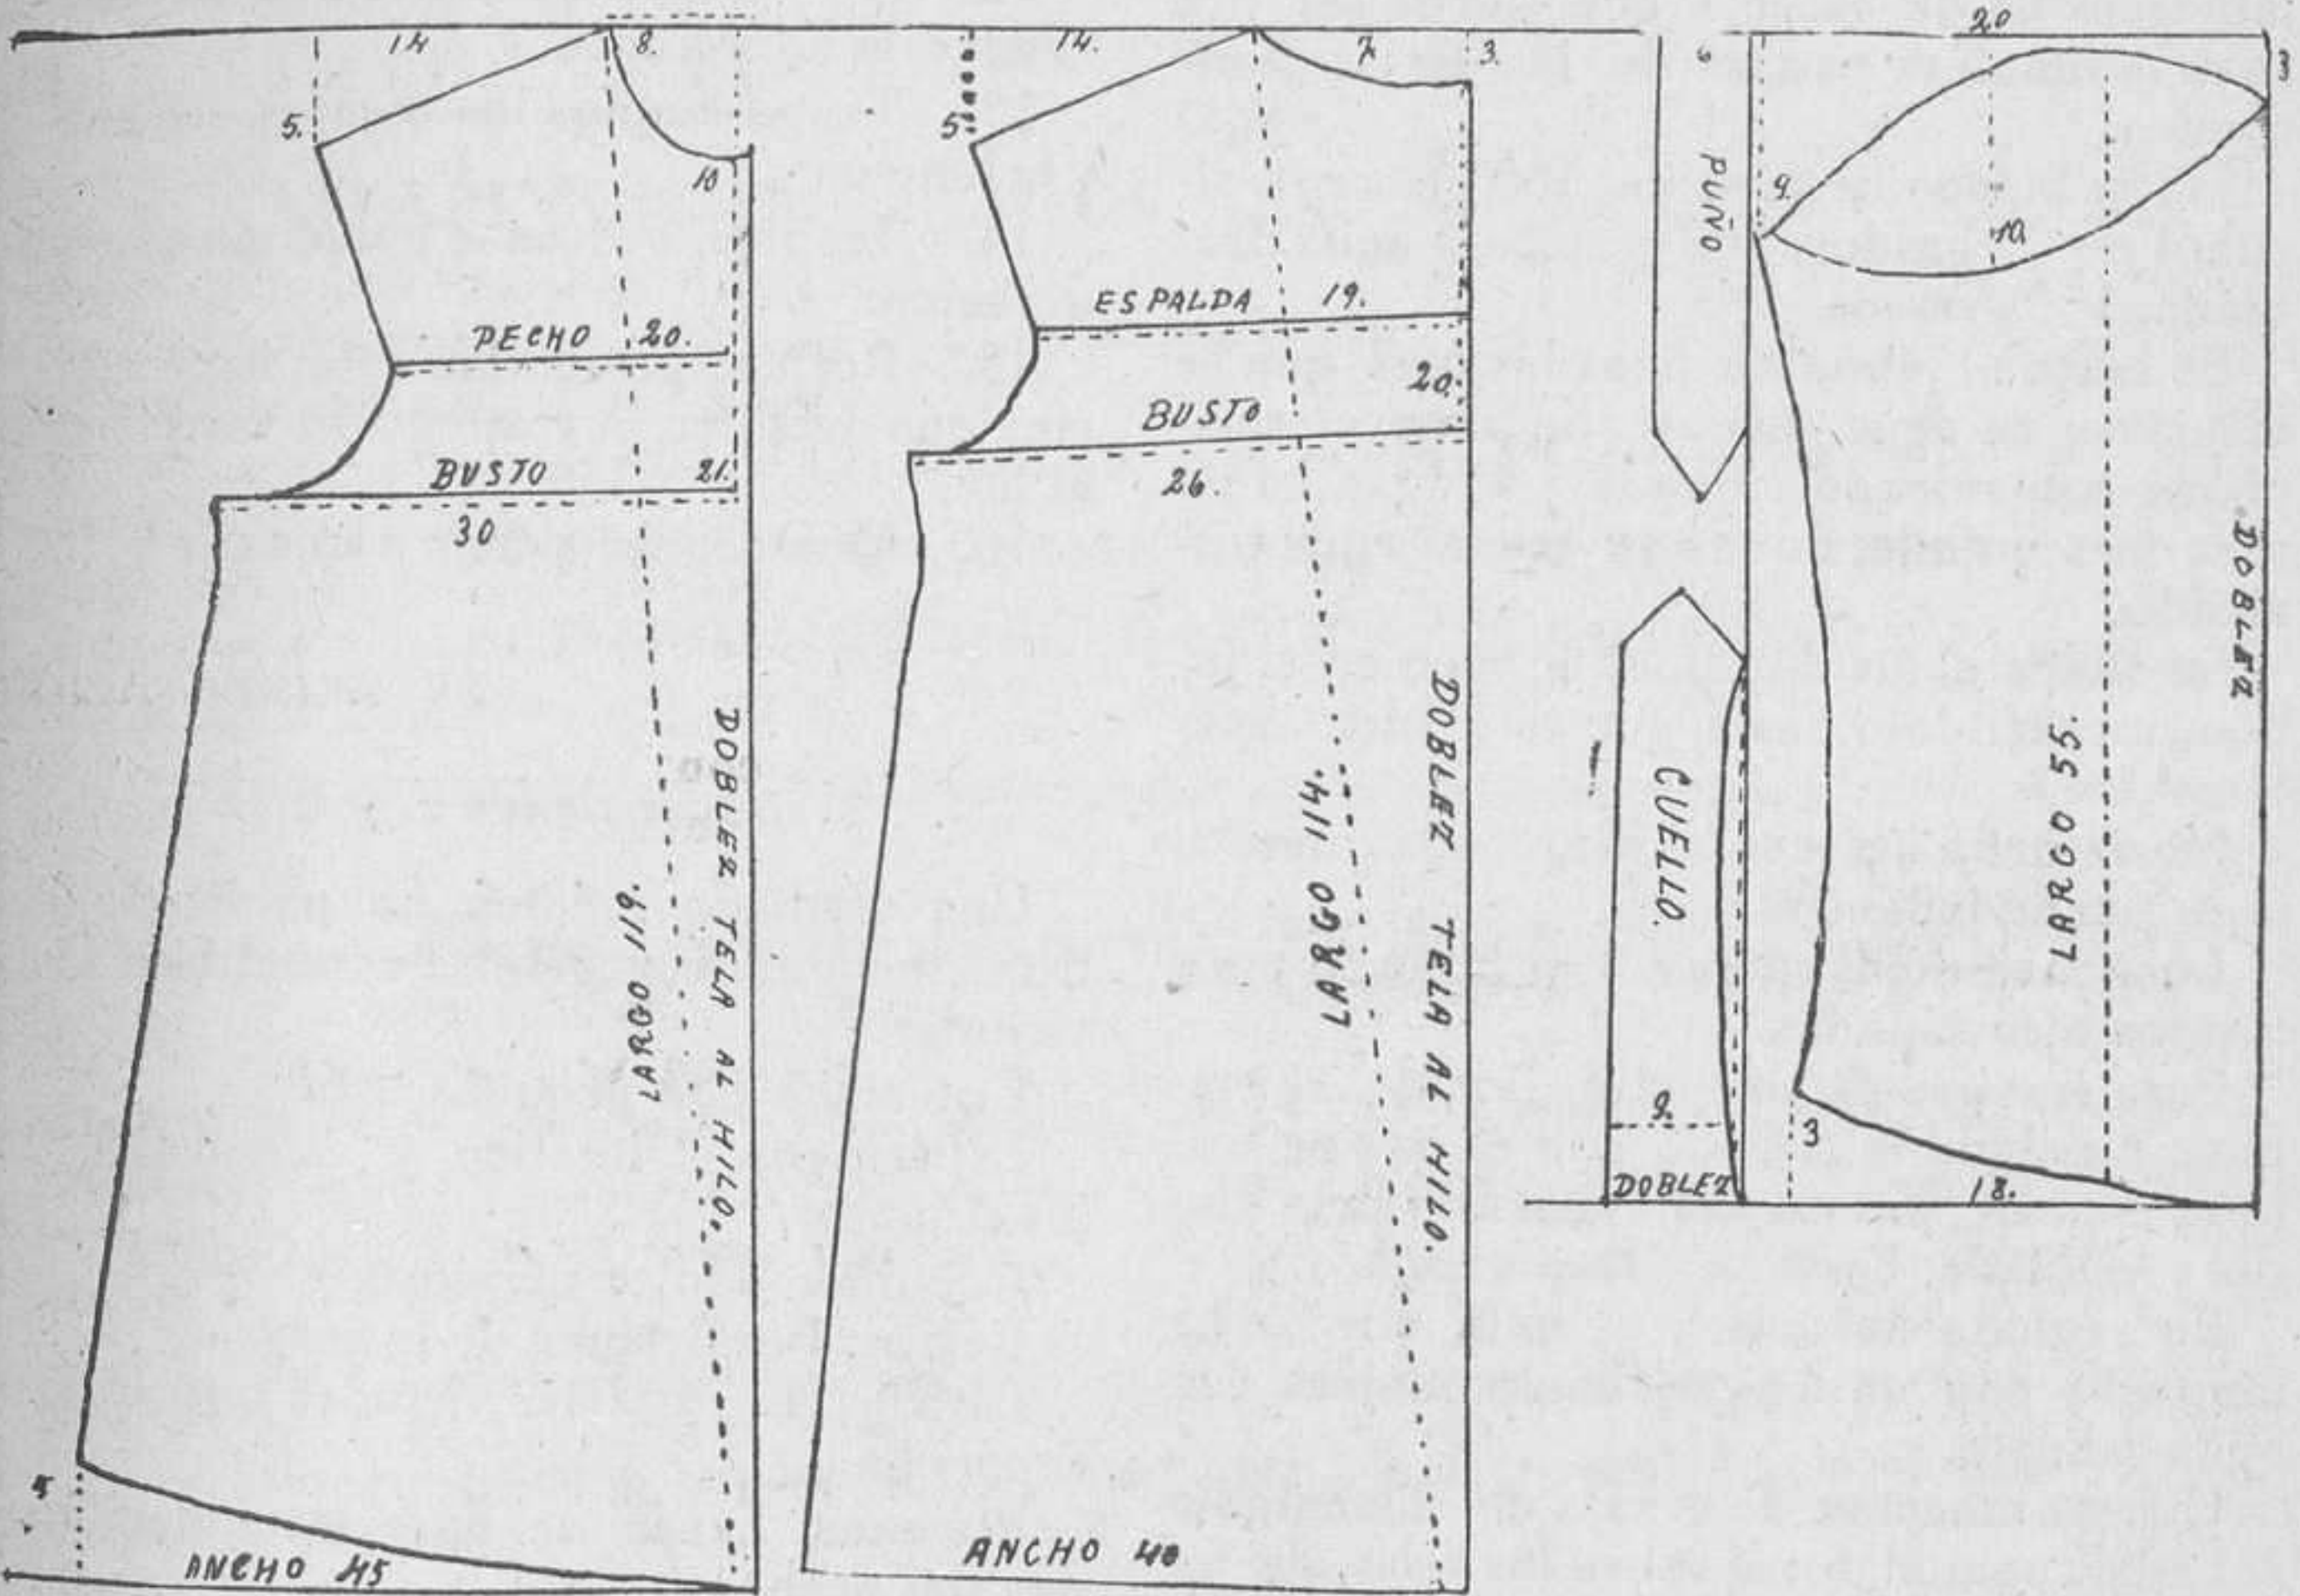 14
8.
5.
10
PECHO 20.
BUSTO 21.
30
DOBLEZ TELA AL HILO.
LARGO 119.
ANCHO 45
14.
7.
3.
5
ESPALDA 19.
20.
BUSTO
26.
DOBLEZ TELA AL HILO.
LARGO 114.
ANCHO 40
6
PUÑO
CUELLO.
9.
DOBLEZ
20
3
9.
10.
DOBLEZ
LARGO 55.
3
18.